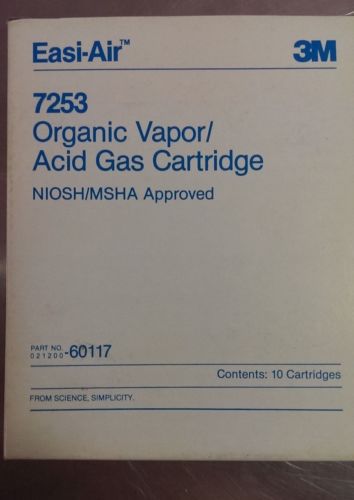 Easi-Air™ 3M
7253
Organic Vapor/
Acid Gas Cartridge
NIOSH/MSHA Approved
PART NO.
021200-60117
Contents: 10 Cartridges
FROM SCIENCE, SIMPLICITY.